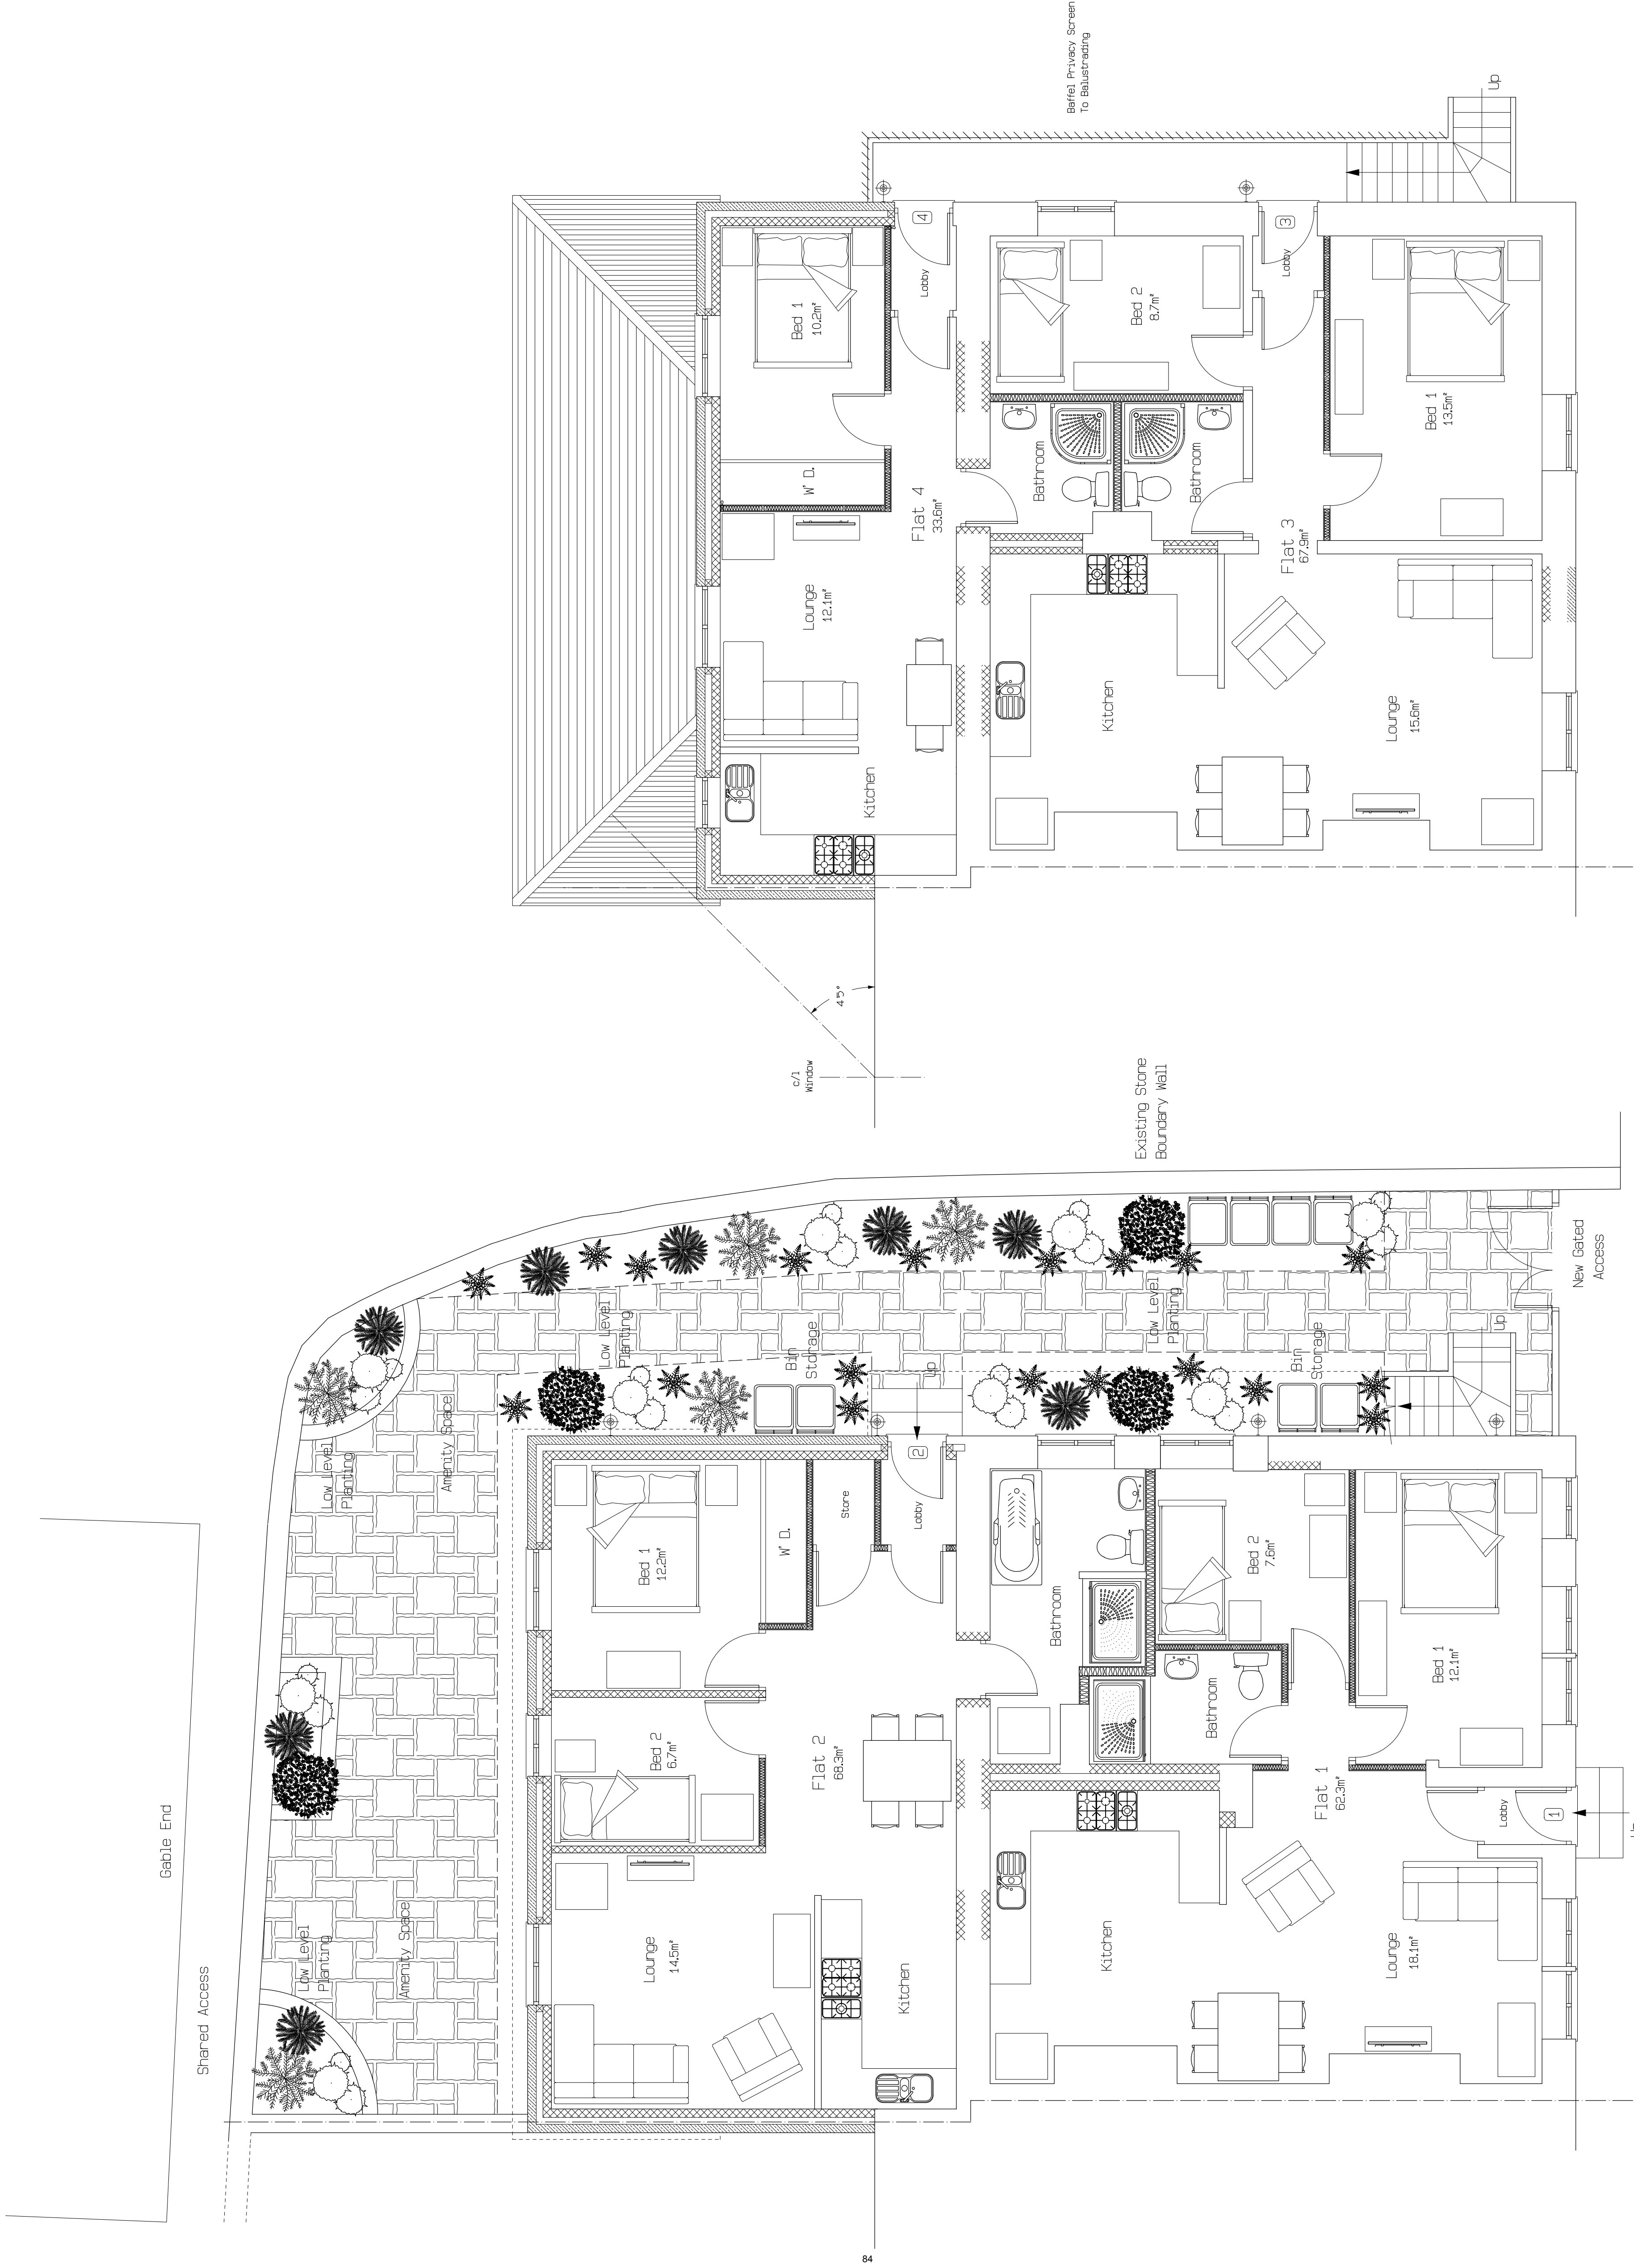 Gable End
Shared Access
Low Level
Planting
Amenity Space
Low Level
Planting
Amenity Space
Low Level
Planting
Bin
Storage
Up
Low Level
Planting
Bin
Storage
Up
Existing Stone
Boundary Wall
New Gated
Access
Bed 1
12.2m²
W' D.
Store
Lobby
2
Bed 2
6.7m²
Flat 2
68.3m²
Lounge
14.5m²
Kitchen
Bathroom
Bed 2
7.6m²
Bathroom
Bed 1
12.1m²
Flat 1
62.3m²
Lobby
1
Kitchen
Lounge
18.1m²
Baffel Privacy Screen
To Balustrading
Up
Bed 1
10.2m²
4
Lobby
W' D.
Flat 4
33.6m²
Lounge
12.1m²
Kitchen
Bed 2
8.7m²
3
Lobby
Bathroom
Bathroom
Bed 1
13.5m²
Flat 3
67.9m²
Kitchen
Lounge
15.6m²
45°
c/l
Window
84